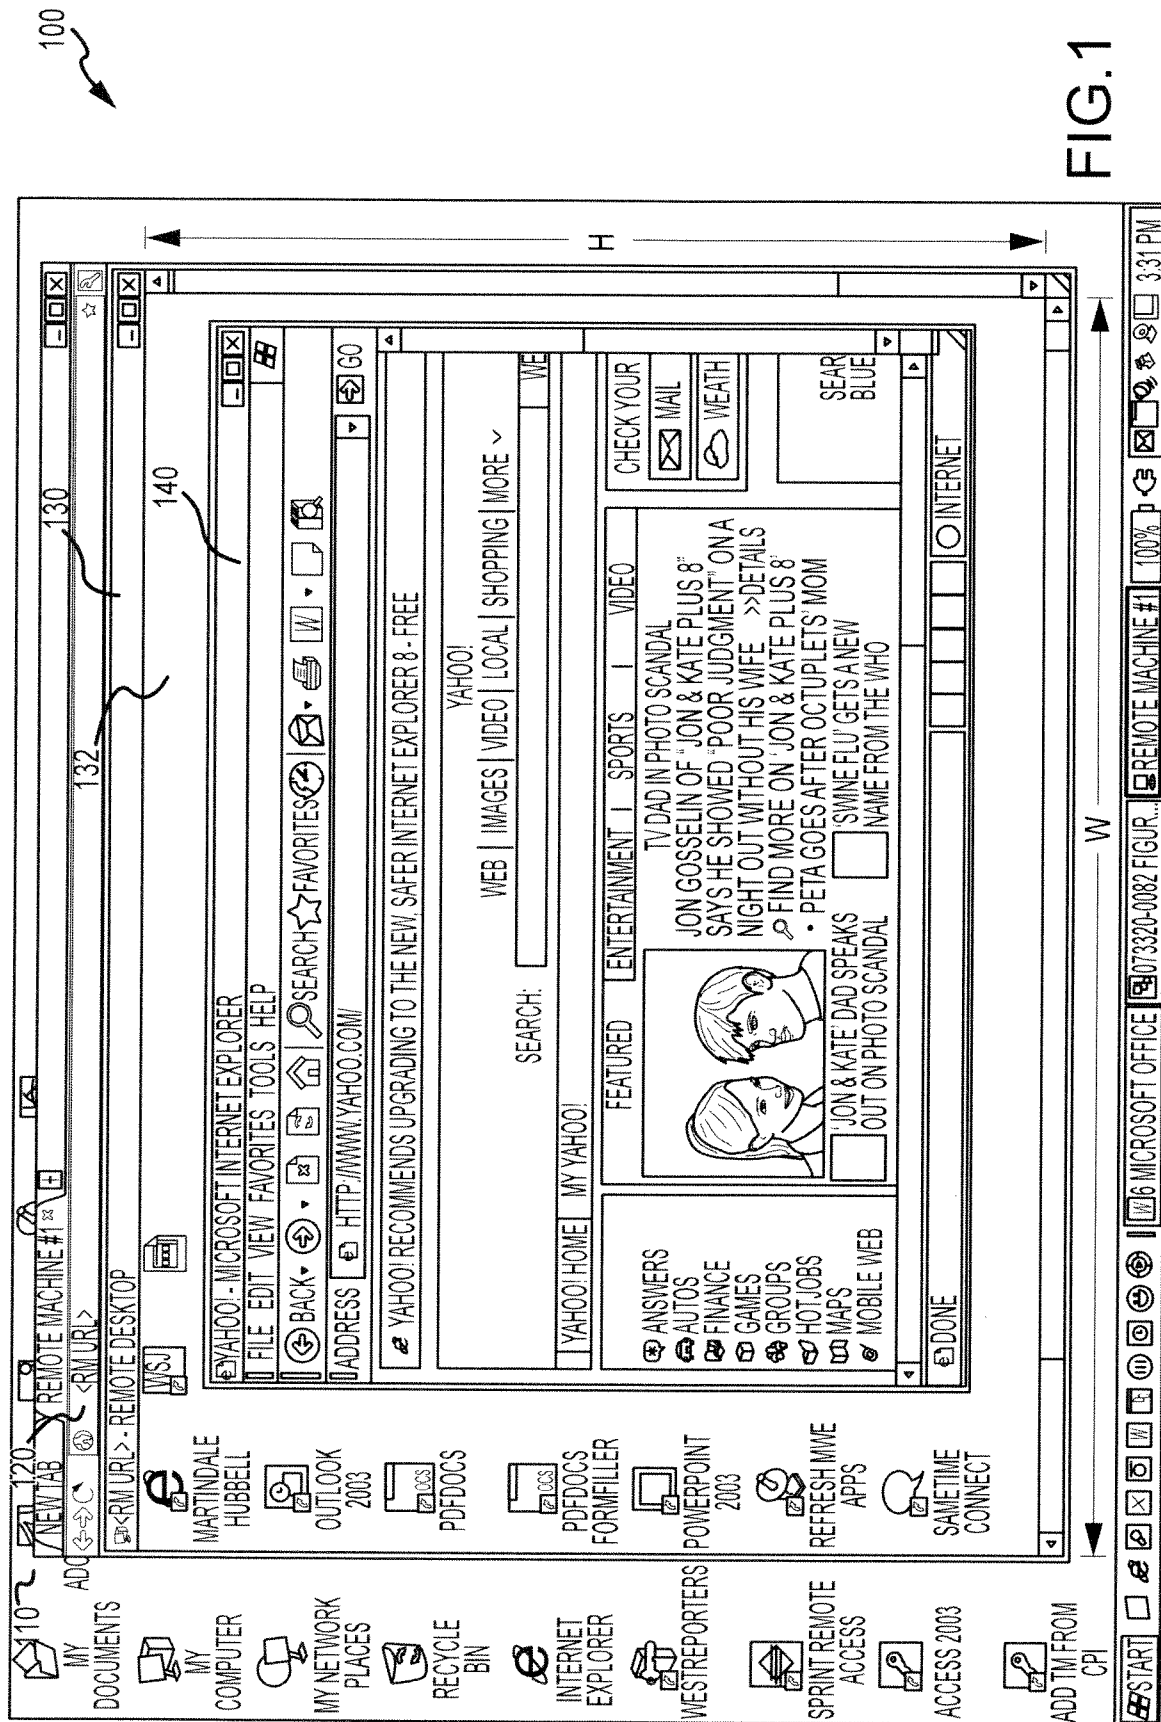 100
FIG.1
110
120
130
132
140
H
W
NEW TAB
REMOTE MACHINE #1
<RM URL>
<RM URL> - REMOTE DESKTOP
MY
DOCUMENTS
MY
COMPUTER
MY NETWORK
PLACES
RECYCLE
BIN
INTERNET
EXPLORER
WESTREPORTERS
SPRINT REMOTE
ACCESS
ACCESS 2003
ADD TM FROM
CPI
ADO
WSJ
MARTINDALE
HUBBELL
OUTLOOK
2003
PDFDOCS
PDFDOCS
FORMFILLER
POWERPOINT
2003
REFRESH MWE
APPS
SAMETIME
CONNECT
YAHOO! - MICROSOFT INTERNET EXPLORER
FILE EDIT VIEW FAVORITES TOOLS HELP
BACK SEARCH FAVORITES W
ADDRESS HTTP://WWW.YAHOO.COM/ GO
YAHOO! RECOMMENDS UPGRADING TO THE NEW, SAFER INTERNET EXPLORER 8 - FREE
YAHOO!
WEB | IMAGES | VIDEO | LOCAL | SHOPPING | MORE
SEARCH: WE
YAHOO! HOME MY YAHOO!
ANSWERS
AUTOS
FINANCE
GAMES
GROUPS
HOTJOBS
MAPS
MOBILE WEB
FEATURED ENTERTAINMENT | SPORTS | VIDEO
TV DAD IN PHOTO SCANDAL
JON GOSSELIN OF "JON & KATE PLUS 8"
SAYS HE SHOWED "POOR JUDGMENT" ON A
NIGHT OUT WITHOUT HIS WIFE >>DETAILS
FIND MORE ON 'JON & KATE PLUS 8'
• PETA GOES AFTER OCTUPLETS' MOM
'JON & KATE' DAD SPEAKS
OUT ON PHOTO SCANDAL
'SWINE FLU' GETS A NEW
NAME FROM THE WHO
CHECK YOUR
MAIL
WEATH
SEAR
BLUE
DONE INTERNET
START W 6 MICROSOFT OFFICE 073320-0082 FIGUR... REMOTE MACHINE #1 100% 3:31 PM